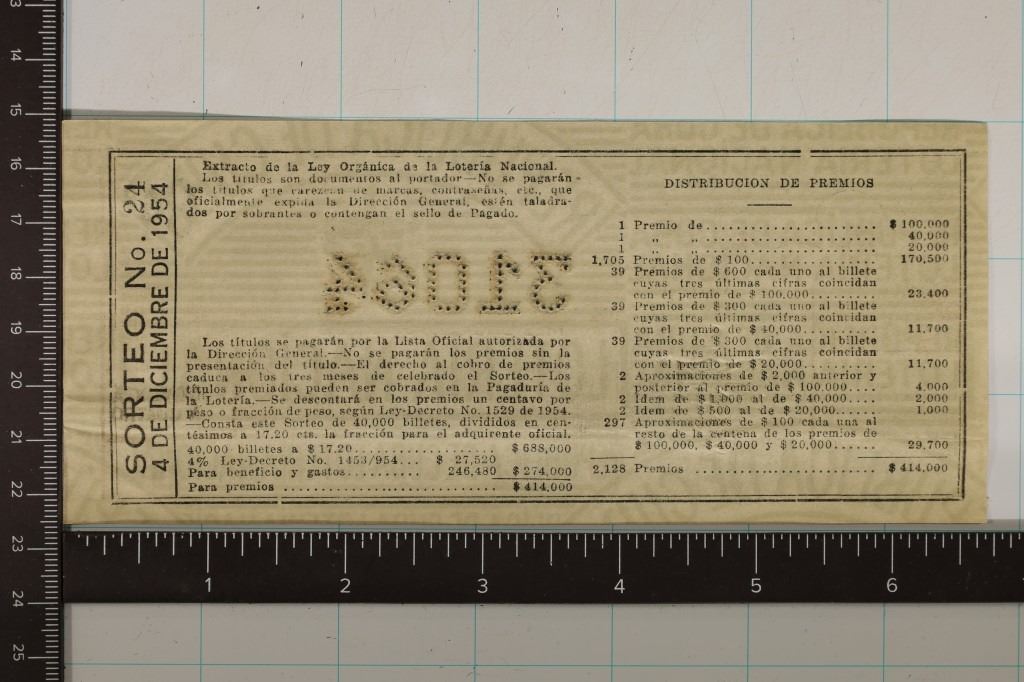 Extracto de la Ley Orgánica de la Lotería Nacional.
Los títulos son documentos al portador—No se pagarán
los títulos que carezcan de marcas, contraseñas, etc., que
oficialmente expida la Dirección General, estén taladra-
dos por sobrantes o contengan el sello de Pagado.
Los títulos se pagarán por la Lista Oficial autorizada por
la Dirección General.—No se pagarán los premios sin la
presentación del título.—El derecho al cobro de premios
caduca a los tres meses de celebrado el Sorteo.—Los
títulos premiados pueden ser cobrados en la Pagaduría de
la Lotería.—Se descontará en los premios un centavo por
peso o fracción de peso, según Ley-Decreto No. 1529 de 1954.
—Consta este Sorteo de 40,000 billetes, divididos en cen-
tésimos a 17.20 cts. la fracción para el adquirente oficial.
40,000 billetes a $ 17.20........................ $ 688,000
4% Ley-Decreto No. 1453/954... $ 27,520
Para beneficio y gastos........... 246,480 $ 274,000
Para premios ................................ $ 414,000
SORTEO No. 24
4 DE DICIEMBRE DE 1954
DISTRIBUCION DE PREMIOS
1 Premio de......................... $ 100,000
1 „ „ ......................... 40,000
1 „ „ ......................... 20,000
1,705 Premios de $ 100.................. 170,500
39 Premios de $ 600 cada uno al billete
cuyas tres últimas cifras coincidan
con el premio de $ 100,000......... 23,400
39 Premios de $ 300 cada uno al billete
cuyas tres últimas cifras coincidan
con el premio de $ 40,000.......... 11,700
39 Premios de $ 300 cada uno al billete
cuyas tres últimas cifras coincidan
con el premio de $ 20,000.......... 11,700
2 Aproximaciones de $ 2,000 anterior y
posterior al premio de $ 100,000.... 4,000
2 Idem de $ 1,000 al de $ 40,000..... 2,000
2 Idem de $ 500 al de $ 20,000...... 1,000
297 Aproximaciones de $ 100 cada una al
resto de la centena de los premios de
$ 100,000, $ 40,000 y $ 20,000...... 29,700
2,128 Premios ......................... $ 414,000
13
14
15
16
17
18
19
20
21
22
23
24
25
1 2 3 4 5 6 7